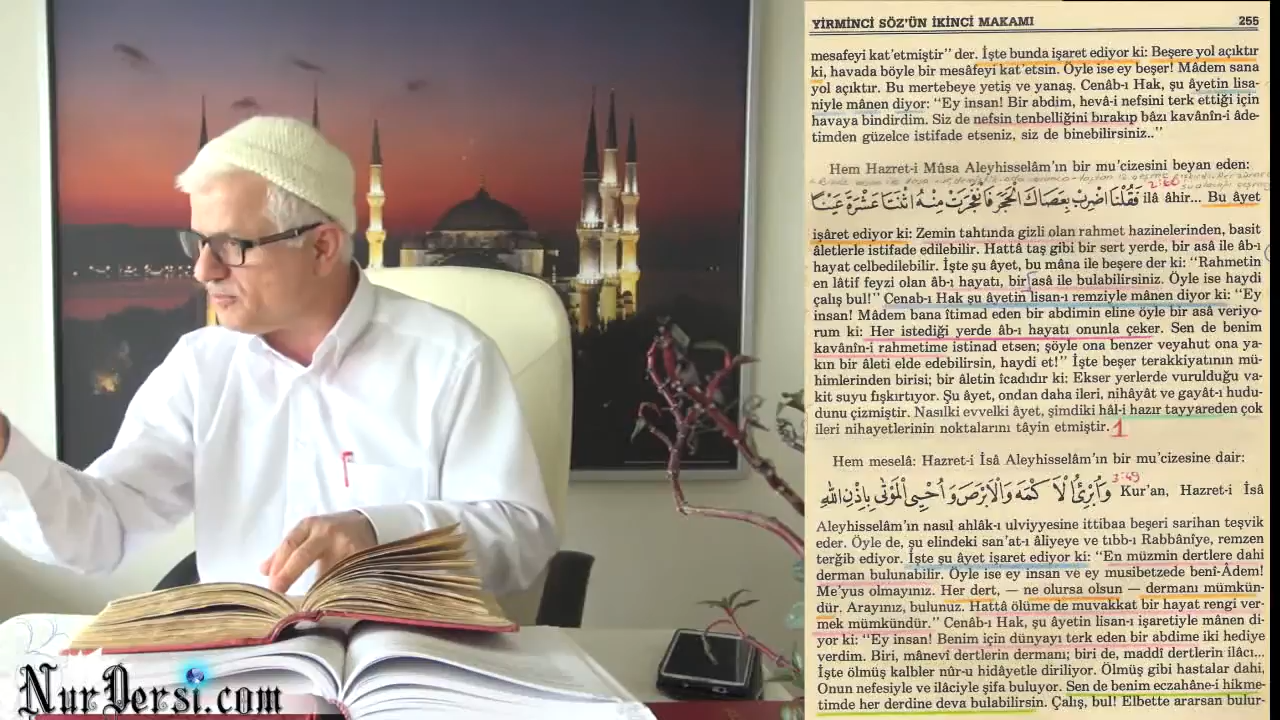 YİRMİNCİ SÖZ'ÜN İKİNCİ MAKAMI 255
mesafeyi kat'etmiştir" der. İşte bunda işaret ediyor ki: Beşere yol açıktır
ki, havada böyle bir mesâfeyi kat'etsin. Öyle ise ey beşer! Mâdem sana
yol açıktır. Bu mertebeye yetiş ve yanaş. Cenâb-ı Hak, şu âyetin lisa-
niyle mânen diyor: "Ey insan! Bir abdim, hevâ-i nefsini terk ettiği için
havaya bindirdim. Siz de nefsin tenbelliğini bırakıp bâzı kavânîn-i âde-
timden güzelce istifade etseniz, siz de binebilirsiniz.."
Hem Hazret-i Mûsa Aleyhisselâm'ın bir mu'cizesini beyan eden:
2:60
فَقُلْنَا اضْرِبْ بِعَصَاكَ الْحَجَرَ فَانْفَجَرَتْ مِنْهُ اثْنَتَا عَشْرَةَ عَيْنًا ilâ âhir... Bu âyet
işâret ediyor ki: Zemin tahtında gizli olan rahmet hazinelerinden, basit
âletlerle istifade edilebilir. Hattâ taş gibi bir sert yerde, bir asâ ile âb-ı
hayat celbedilebilir. İşte şu âyet, bu mâna ile beşere der ki: "Rahmetin
en lâtif feyzi olan âb-ı hayatı, bir asâ ile bulabilirsiniz. Öyle ise haydi
çalış bul!" Cenab-ı Hak şu âyetin lisan-ı remziyle mânen diyor ki: "Ey
insan! Mâdem bana îtimad eden bir abdimin eline öyle bir asâ veriyo-
rum ki: Her istediği yerde âb-ı hayatı onunla çeker. Sen de benim
kavânîn-i rahmetime istinad etsen; şöyle ona benzer veyahut ona ya-
kın bir âleti elde edebilirsin, haydi et!" İşte beşer terakkiyatının mü-
himlerinden birisi; bir âletin îcadıdır ki: Ekser yerlerde vurulduğu va-
kit suyu fışkırtıyor. Şu âyet, ondan daha ileri, nihâyât ve gayât-ı hudu-
dunu çizmiştir. Nasılki evvelki âyet, şimdiki hâl-i hazır tayyareden çok
ileri nihayetlerinin noktalarını tâyin etmiştir. 1
Hem meselâ: Hazret-i İsâ Aleyhisselâm'ın bir mu'cizesine dair:
3:49
وَاُبْرِئُ الْاَكْمَهَ وَالْاَبْرَصَ وَاُحْيِى الْمَوْتٰى بِاِذْنِ اللّٰهِ Kur'an, Hazret-i İsâ
Aleyhisselâm'ın nasıl ahlâk-ı ulviyyesine ittibaa beşeri sarihan teşvik
eder. Öyle de, şu elindeki san'at-ı âliyeye ve tıbb-ı Rabbânîye, remzen
terğib ediyor. İşte şu âyet işaret ediyor ki: "En müzmin dertlere dahi
derman bulunabilir. Öyle ise ey insan ve ey musibetzede benî-Âdem!
Me'yus olmayınız. Her dert, — ne olursa olsun — dermanı mümkün-
dür. Arayınız, bulunuz. Hattâ ölüme de muvakkat bir hayat rengi ver-
mek mümkündür." Cenâb-ı Hak, şu âyetin lisan-ı işaretiyle mânen di-
yor ki: "Ey insan! Benim için dünyayı terk eden bir abdime iki hediye
verdim. Biri, mânevî dertlerin dermanı; biri de, maddî dertlerin ilâcı...
İşte ölmüş kalbler nûr-u hidâyetle diriliyor. Ölmüş gibi hastalar dahi,
Onun nefesiyle ve ilâciyle şifa buluyor. Sen de benim eczahâne-i hikme-
timde her derdine deva bulabilirsin. Çalış, bul! Elbette ararsan bulur-
NurDersi.com